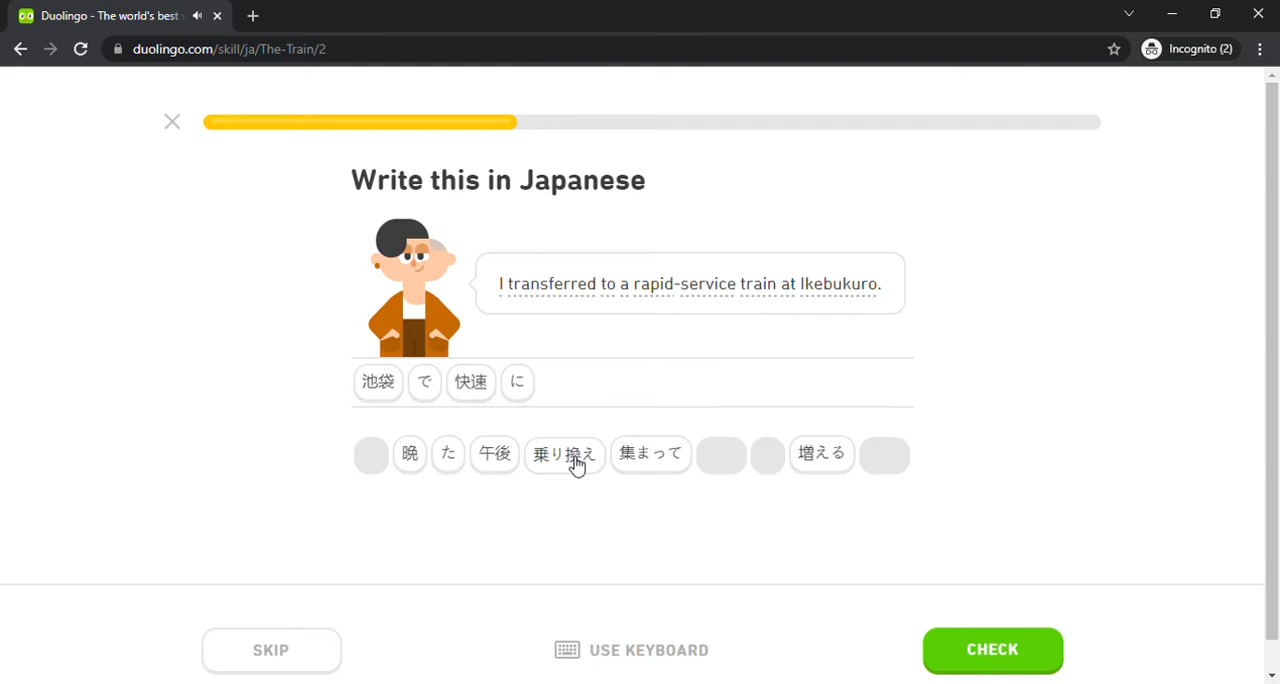 Duolingo - The world's best
duolingo.com/skill/ja/The-Train/2
Incognito (2)
Write this in Japanese
I transferred to a rapid-service train at Ikebukuro.
池袋 で 快速 に
晩 た 午後 乗り換え 集まって 増える
SKIP
USE KEYBOARD
CHECK